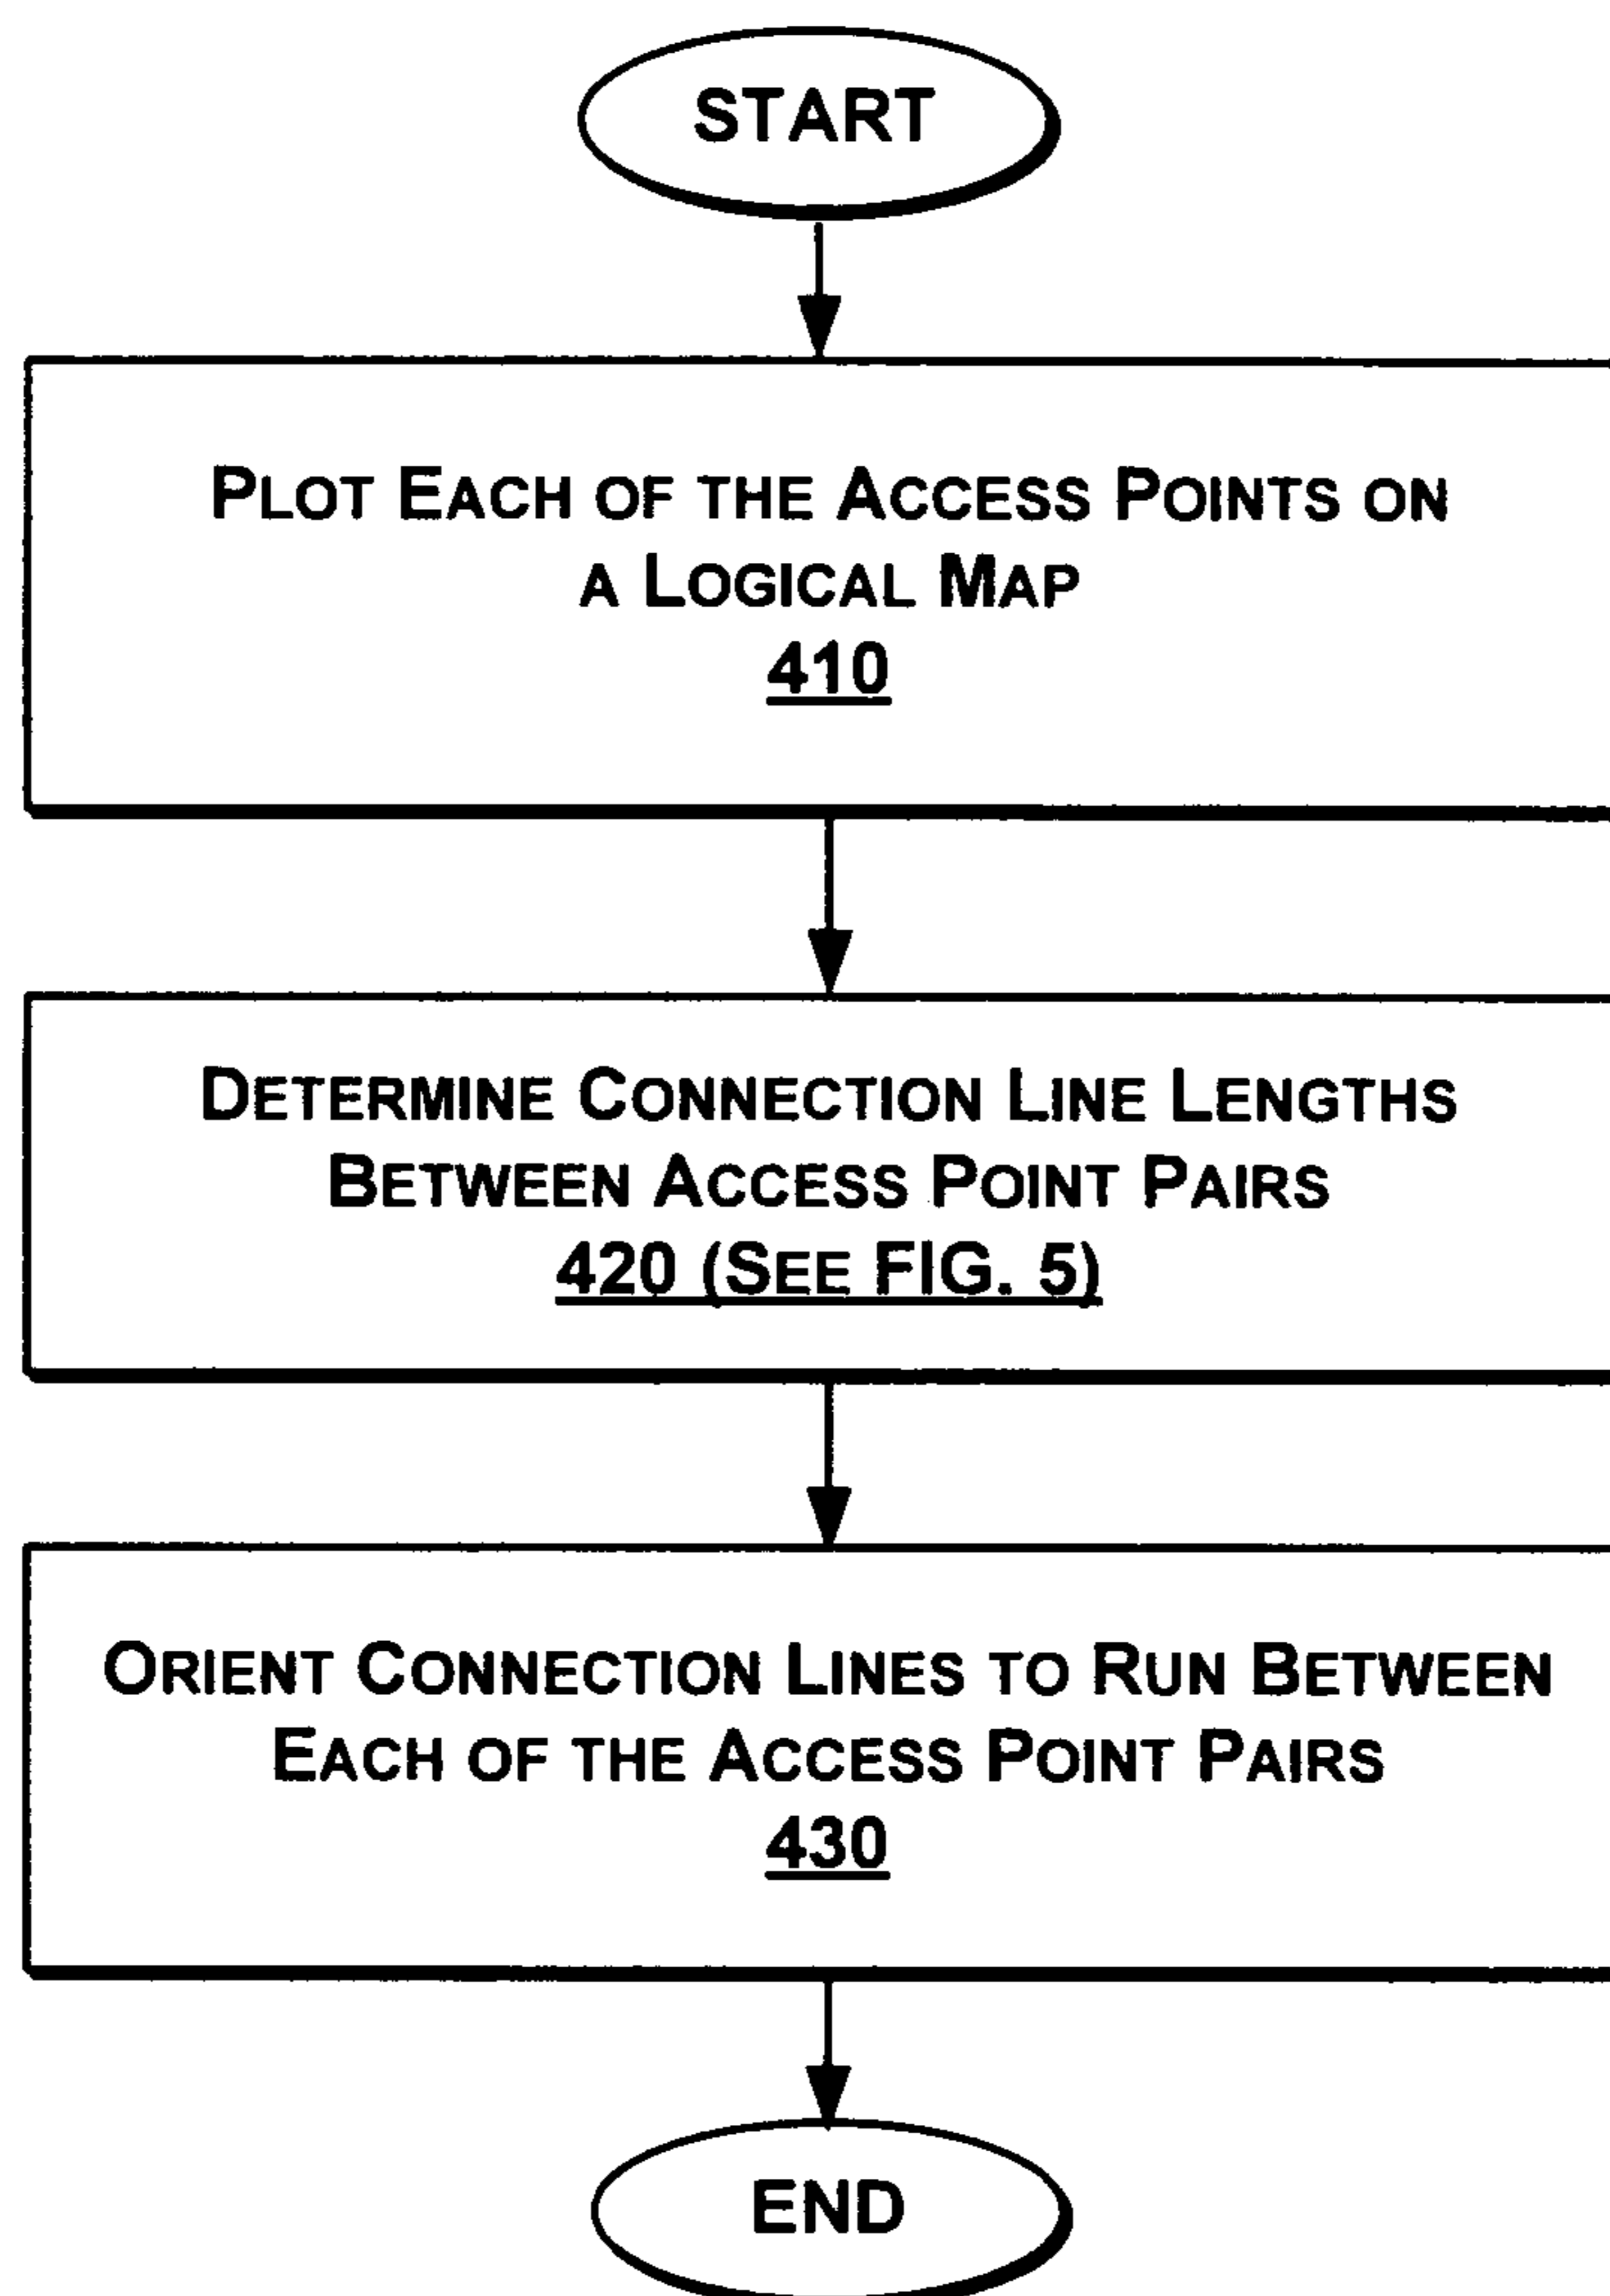 START
PLOT EACH OF THE ACCESS POINTS ON
A LOGICAL MAP
410
DETERMINE CONNECTION LINE LENGTHS
BETWEEN ACCESS POINT PAIRS
420 (SEE FIG. 5)
ORIENT CONNECTION LINES TO RUN BETWEEN
EACH OF THE ACCESS POINT PAIRS
430
END